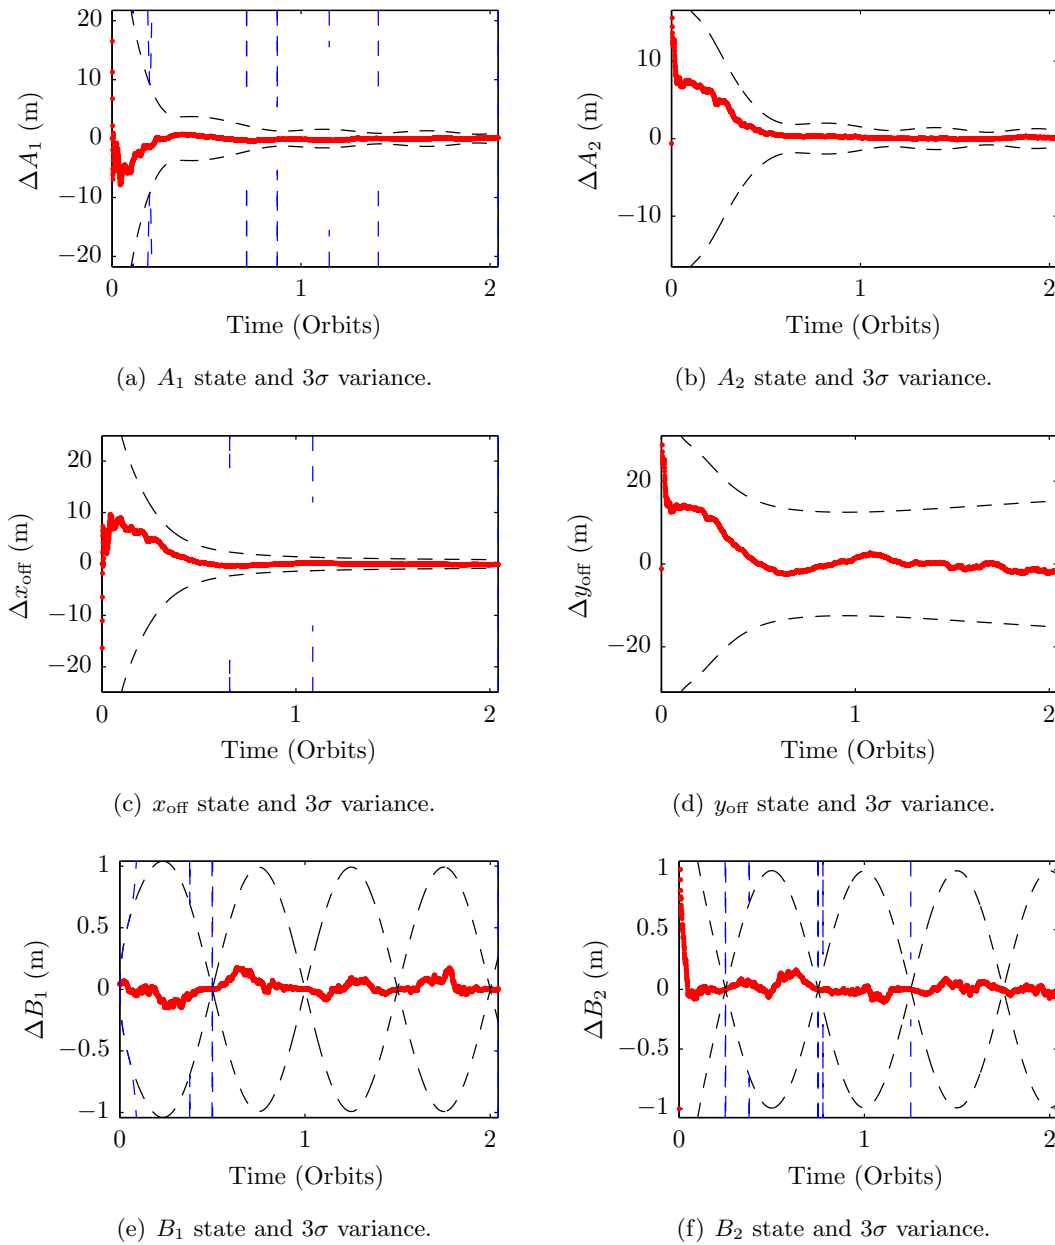 20
10
0
−10
−20
ΔA₁ (m)
0
1
2
Time (Orbits)
(a) A₁ state and 3σ variance.
10
0
−10
ΔA₂ (m)
0
1
2
Time (Orbits)
(b) A₂ state and 3σ variance.
20
10
0
−10
−20
Δx_off (m)
0
1
2
Time (Orbits)
(c) x_off state and 3σ variance.
20
0
−20
Δy_off (m)
0
1
2
Time (Orbits)
(d) y_off state and 3σ variance.
1
0.5
0
−0.5
−1
ΔB₁ (m)
0
1
2
Time (Orbits)
(e) B₁ state and 3σ variance.
1
0.5
0
−0.5
−1
ΔB₂ (m)
0
1
2
Time (Orbits)
(f) B₂ state and 3σ variance.